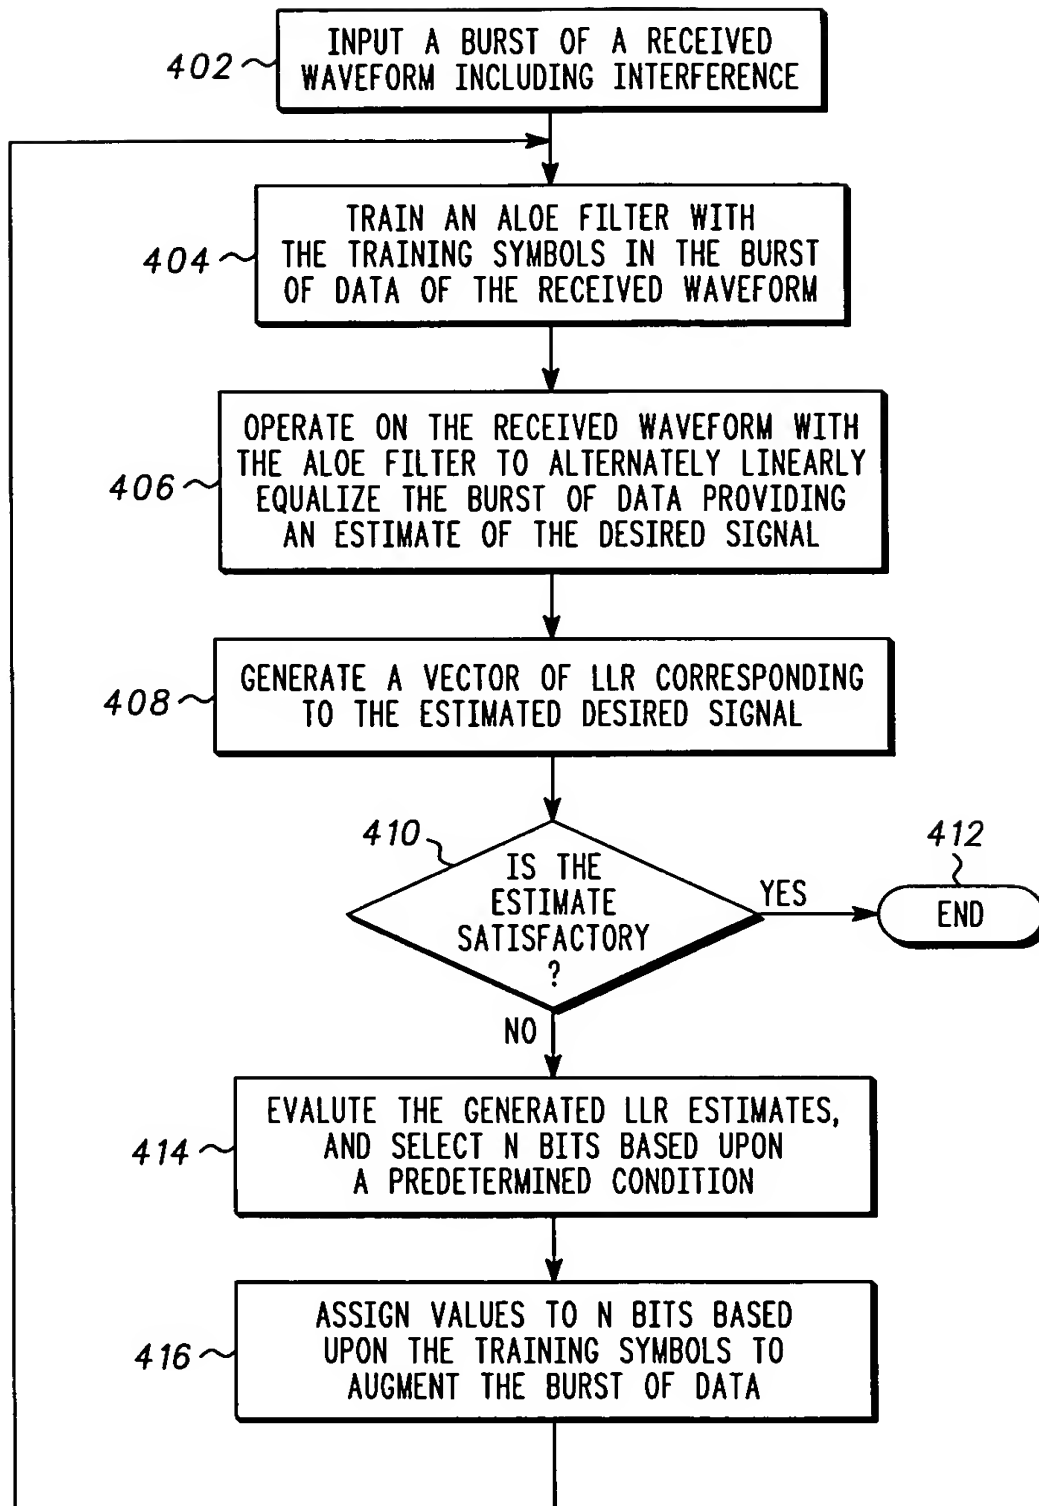 402
INPUT A BURST OF A RECEIVED
WAVEFORM INCLUDING INTERFERENCE
404
TRAIN AN ALOE FILTER WITH
THE TRAINING SYMBOLS IN THE BURST
OF DATA OF THE RECEIVED WAVEFORM
406
OPERATE ON THE RECEIVED WAVEFORM WITH
THE ALOE FILTER TO ALTERNATELY LINEARLY
EQUALIZE THE BURST OF DATA PROVIDING
AN ESTIMATE OF THE DESIRED SIGNAL
408
GENERATE A VECTOR OF LLR CORRESPONDING
TO THE ESTIMATED DESIRED SIGNAL
410
IS THE
ESTIMATE
SATISFACTORY
?
YES
412
END
NO
414
EVALUTE THE GENERATED LLR ESTIMATES,
AND SELECT N BITS BASED UPON
A PREDETERMINED CONDITION
416
ASSIGN VALUES TO N BITS BASED
UPON THE TRAINING SYMBOLS TO
AUGMENT THE BURST OF DATA